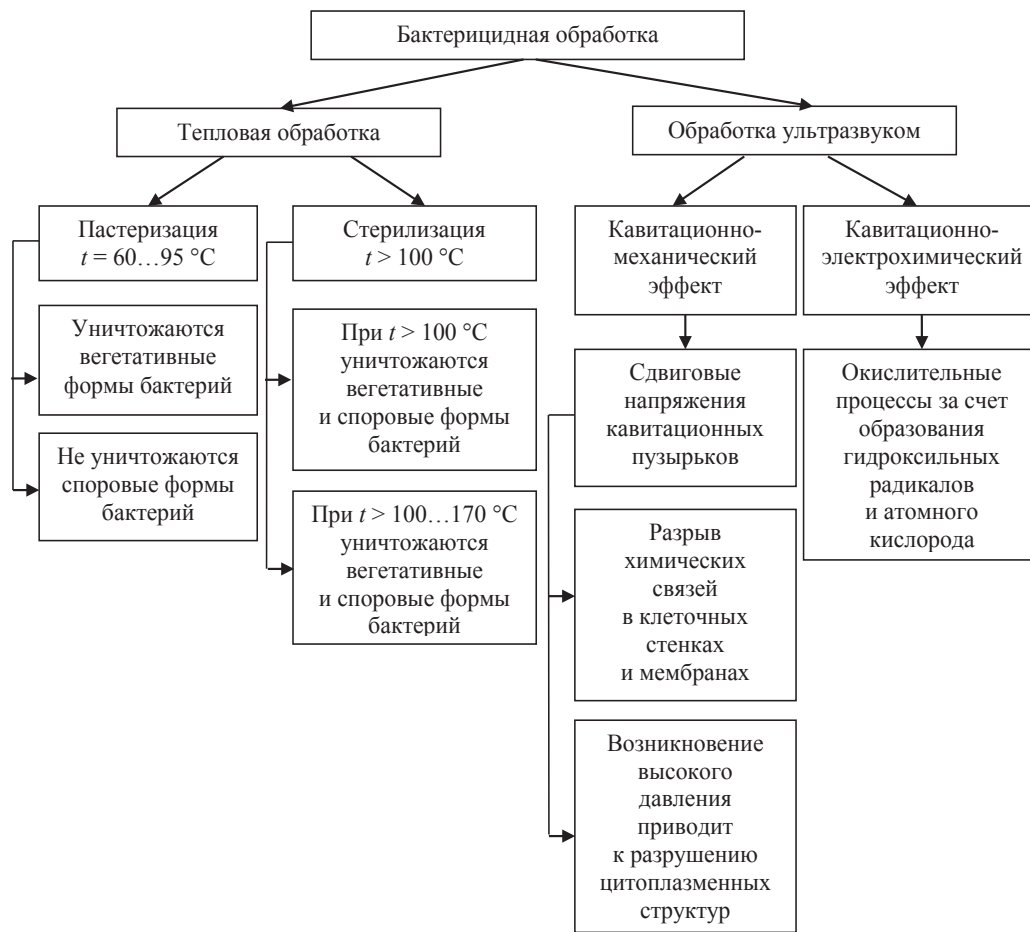 Бактерицидная обработка
Тепловая обработка
Обработка ультразвуком
Пастеризация
t = 60…95 °C
Стерилизация
t > 100 °C
Кавитационно-
механический
эффект
Кавитационно-
электрохимический
эффект
Уничтожаются
вегетативные
формы бактерий
Не уничтожаются
споровые формы
бактерий
При t > 100 °C
уничтожаются
вегетативные
и споровые формы
бактерий
При t > 100…170 °C
уничтожаются
вегетативные
и споровые формы
бактерий
Сдвиговые
напряжения
кавитационных
пузырьков
Разрыв
химических
связей
в клеточных
стенках
и мембранах
Возникновение
высокого
давления
приводит
к разрушению
цитоплазменных
структур
Окислительные
процессы за счет
образования
гидроксильных
радикалов
и атомного
кислорода